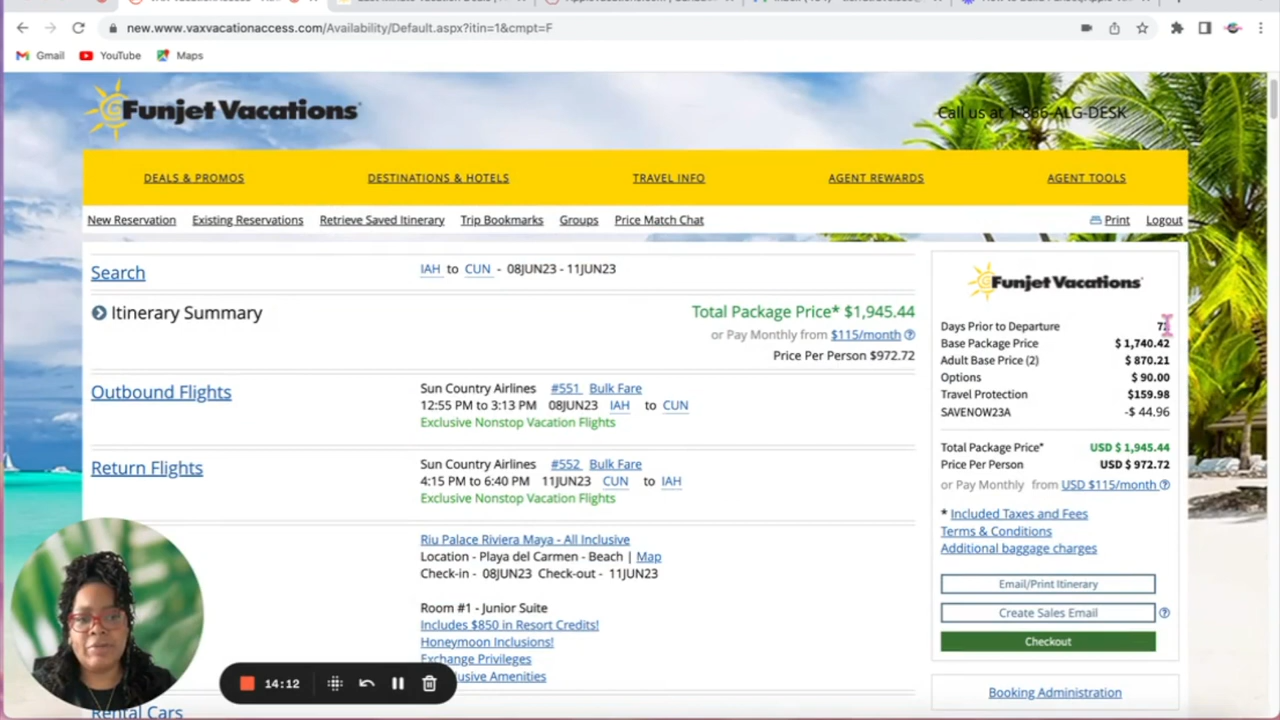 new.vaxvacationaccess.com/Availability/Default.aspx?itin=1&cmpt=F
Gmail YouTube Maps
Funjet Vacations
Call us at 1-866-ALG-DESK
DEALS & PROMOS DESTINATIONS & HOTELS TRAVEL INFO AGENT REWARDS AGENT TOOLS
New Reservation Existing Reservations Retrieve Saved Itinerary Trip Bookmarks Groups Price Match Chat Print Logout
Search IAH to CUN - 08JUN23 - 11JUN23
Itinerary Summary Total Package Price* $1,945.44
or Pay Monthly from $115/month
Price Per Person $972.72
Outbound Flights Sun Country Airlines #551 Bulk Fare
12:55 PM to 3:13 PM 08JUN23 IAH to CUN
Exclusive Nonstop Vacation Flights
Return Flights Sun Country Airlines #552 Bulk Fare
4:15 PM to 6:40 PM 11JUN23 CUN to IAH
Exclusive Nonstop Vacation Flights
Riu Palace Riviera Maya - All Inclusive
Location - Playa del Carmen - Beach | Map
Check-in - 08JUN23 Check-out - 11JUN23
Room #1 - Junior Suite
Includes $850 in Resort Credits!
Honeymoon Inclusions!
Exchange Privileges
Amenities
Rental Cars
14:12
Funjet Vacations
Days Prior to Departure
Base Package Price $ 1,740.42
Adult Base Price (2) $ 870.21
Options $ 90.00
Travel Protection $159.98
SAVENOW23A -$ 44.96
Total Package Price* USD $ 1,945.44
Price Per Person USD $ 972.72
or Pay Monthly from USD $115/month
* Included Taxes and Fees
Terms & Conditions
Additional baggage charges
Email/Print Itinerary
Create Sales Email
Checkout
Booking Administration